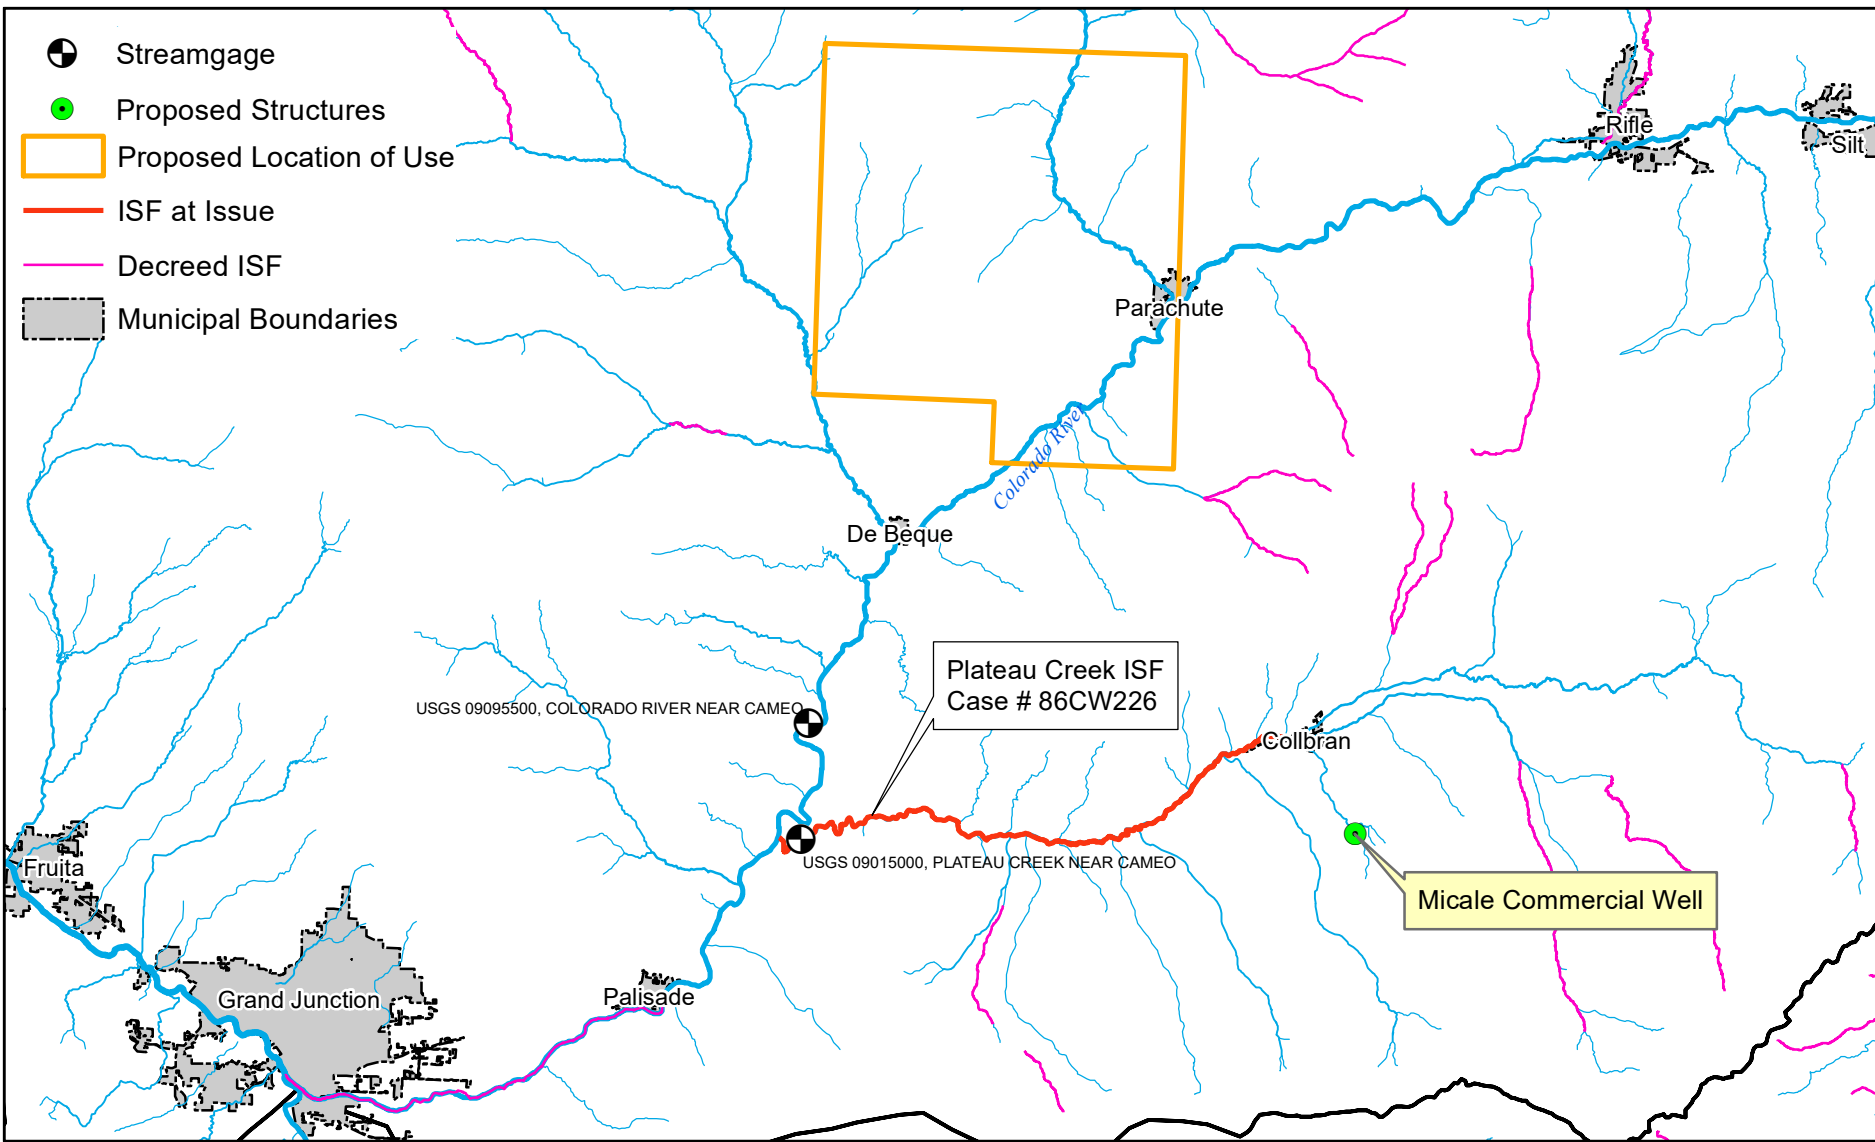 Streamgage
Proposed Structures
Proposed Location of Use
ISF at Issue
Decreed ISF
Municipal Boundaries
Rifle
Silt
Parachute
Colorado River
De Beque
Plateau Creek ISF
Case # 86CW226
USGS 09095500, COLORADO RIVER NEAR CAMEO
Collbran
USGS 09015000, PLATEAU CREEK NEAR CAMEO
Fruita
Micale Commercial Well
Grand Junction
Palisade